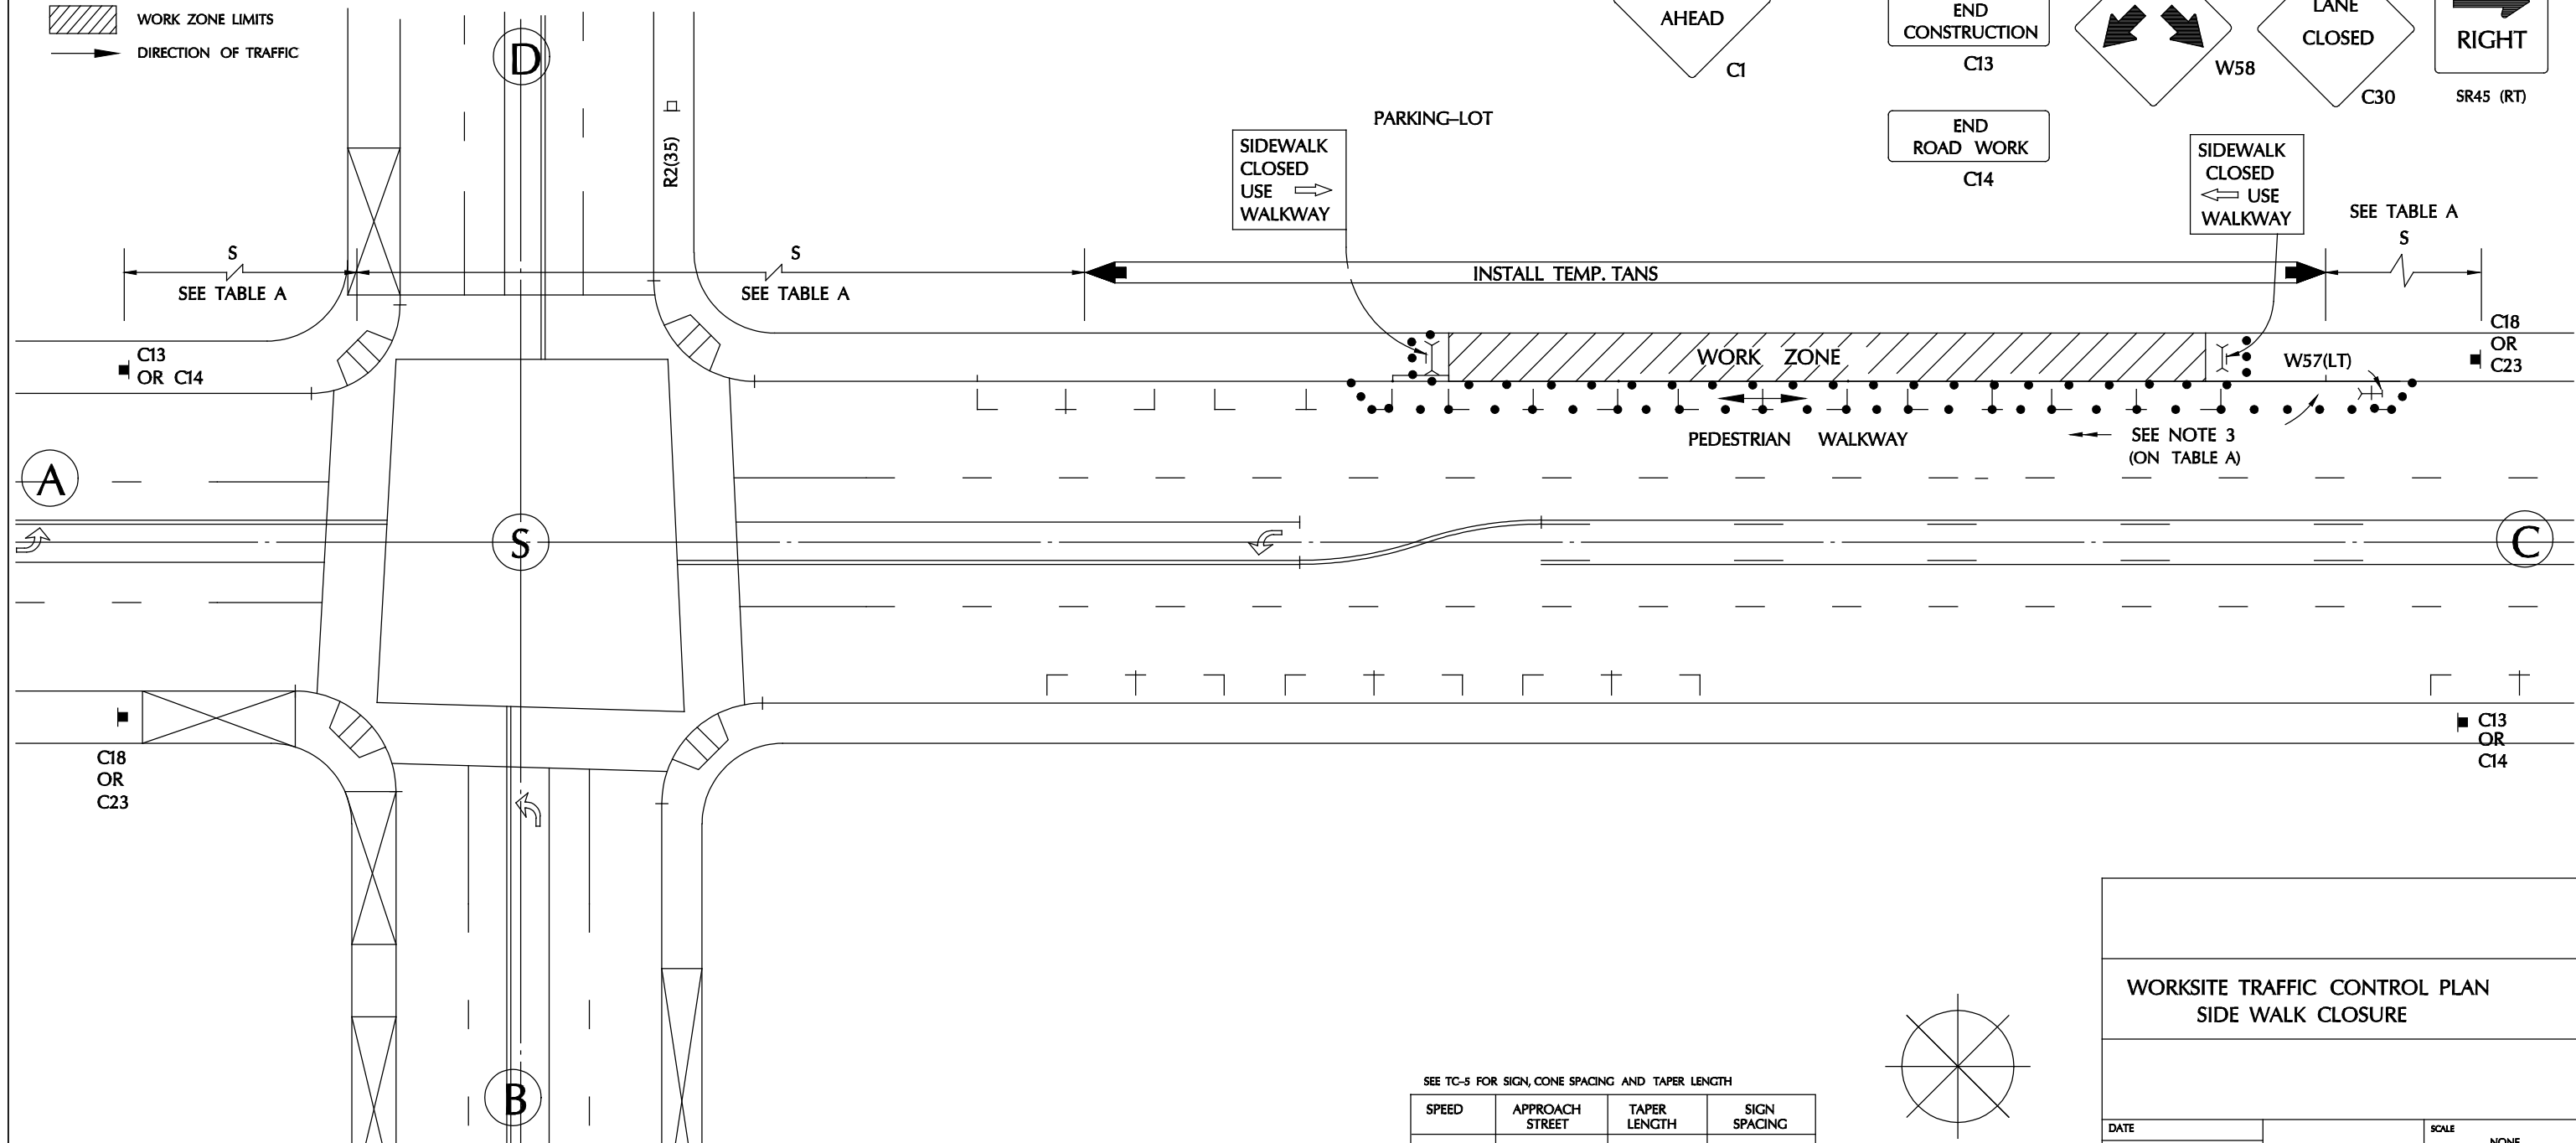 WORK ZONE LIMITS
DIRECTION OF TRAFFIC
D
R2(35)
AHEAD
C1
END
CONSTRUCTION
C13
W58
LANE
CLOSED
C30
RIGHT
SR45 (RT)
PARKING-LOT
SIDEWALK
CLOSED
USE
WALKWAY
END
ROAD WORK
C14
SIDEWALK
CLOSED
USE
WALKWAY
SEE TABLE A
S
S
SEE TABLE A
S
SEE TABLE A
INSTALL TEMP. TANS
C13
OR C14
WORK ZONE
W57(LT)
C18
OR
C23
PEDESTRIAN WALKWAY
SEE NOTE 3
(ON TABLE A)
A
S
C
C18
OR
C23
C13
OR
C14
B
WORKSITE TRAFFIC CONTROL PLAN
SIDE WALK CLOSURE
SEE TC-5 FOR SIGN, CONE SPACING AND TAPER LENGTH
SPEED
APPROACH
STREET
TAPER
LENGTH
SIGN
SPACING
DATE
SCALE
NONE